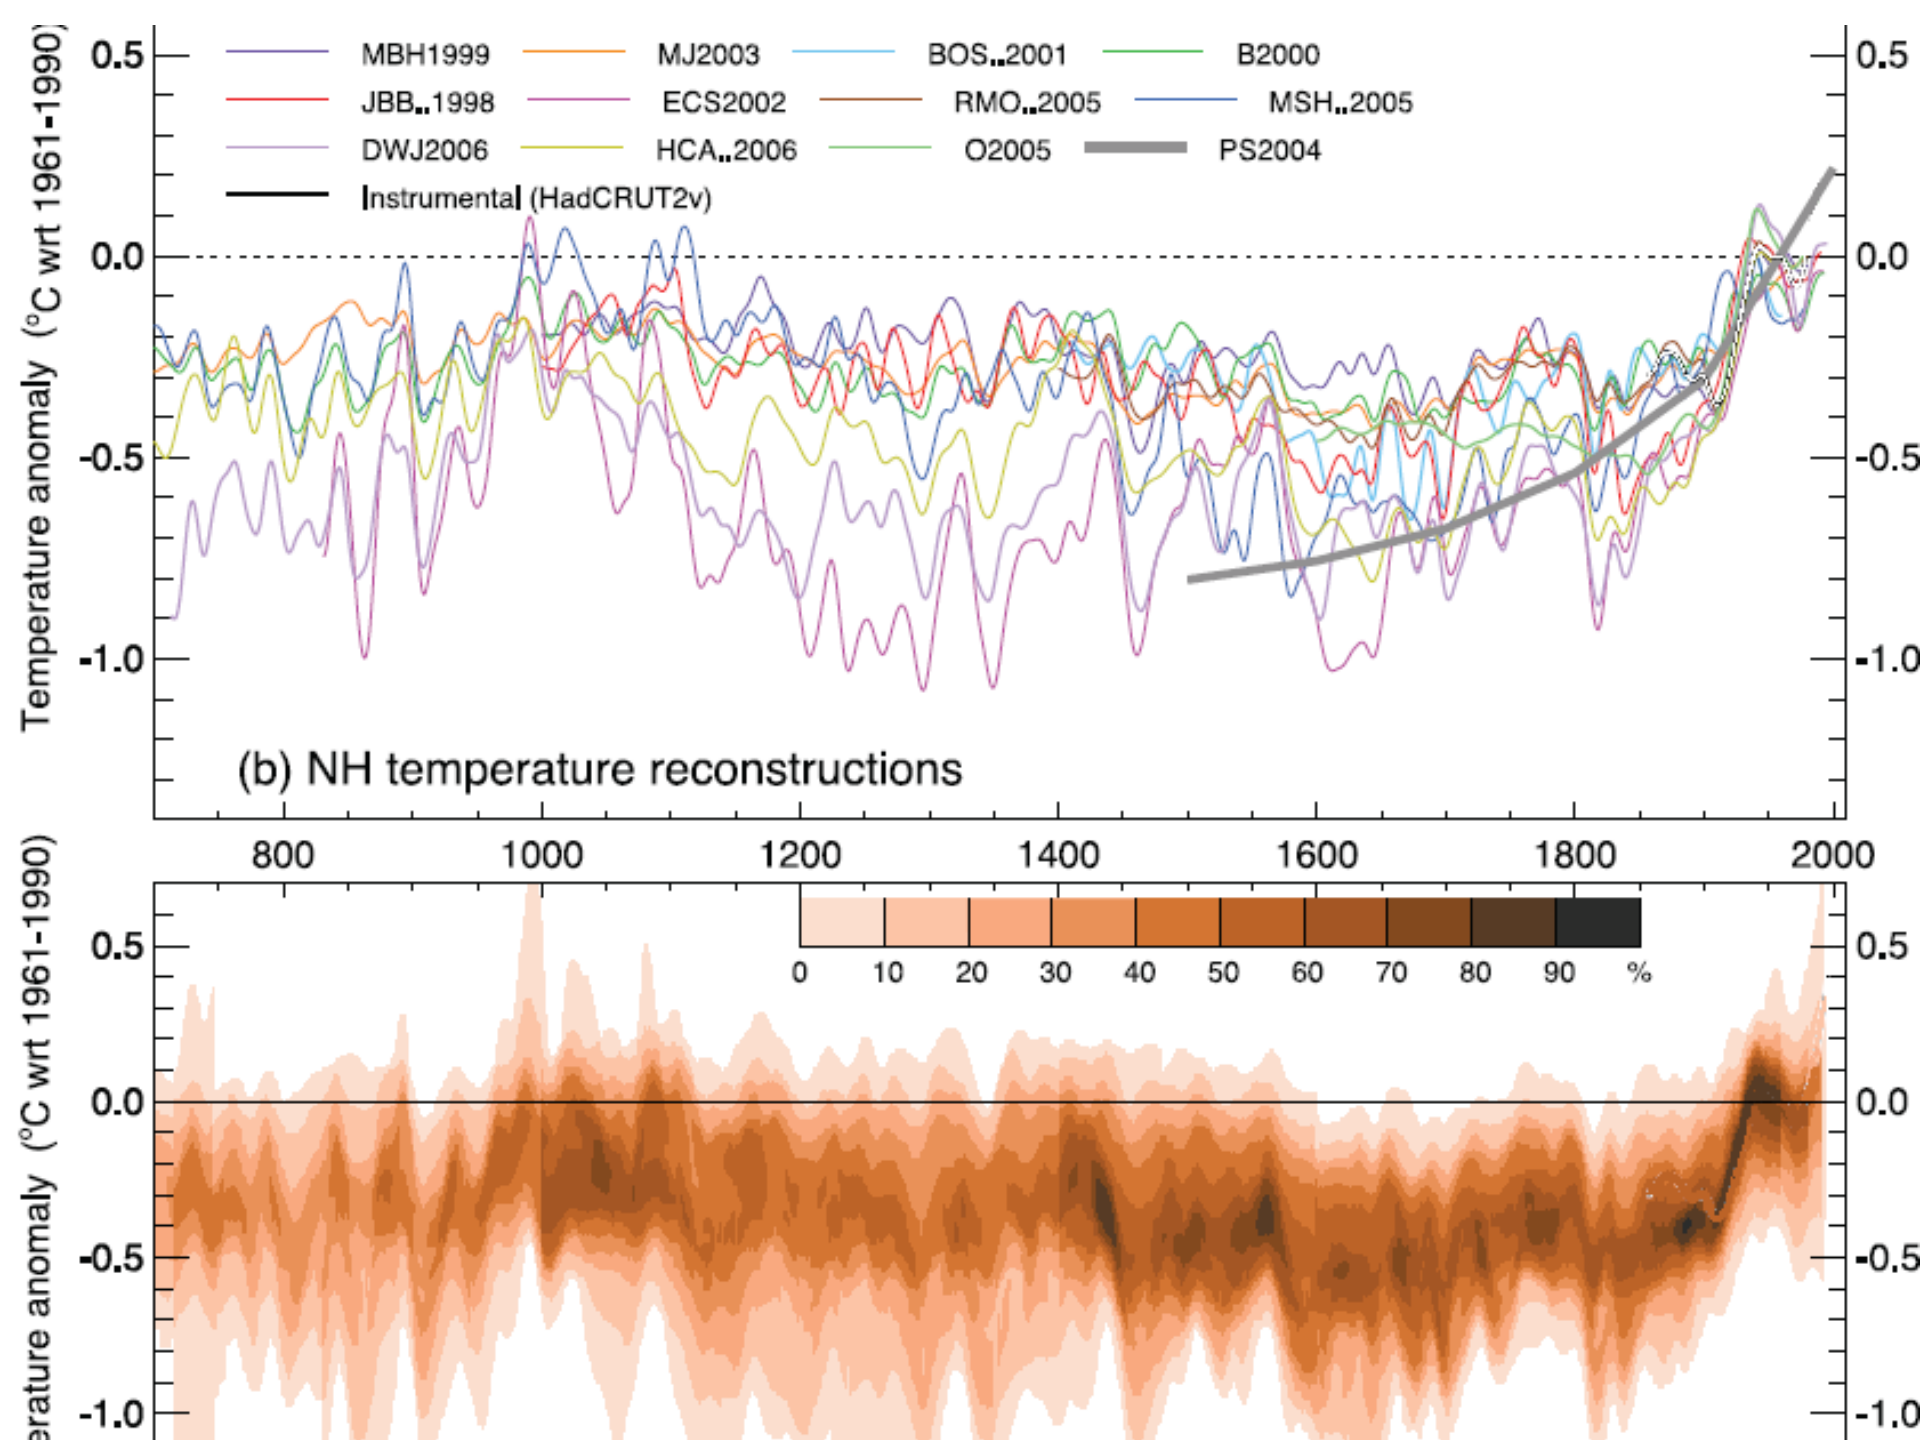 0.5 MBH1999 MJ2003 BOS..2001 B2000 0.5
JBB..1998 ECS2002 RMO..2005 MSH..2005
DWJ2006 HCA..2006 O2005 PS2004
Instrumental (HadCRUT2v)
Temperature anomaly (°C wrt 1961-1990)
0.0 0.0
-0.5 -0.5
-1.0 -1.0
(b) NH temperature reconstructions
800 1000 1200 1400 1600 1800 2000
erature anomaly (°C wrt 1961-1990)
0.5 0.5
0 10 20 30 40 50 60 70 80 90 %
0.0 0.0
-0.5 -0.5
-1.0 -1.0